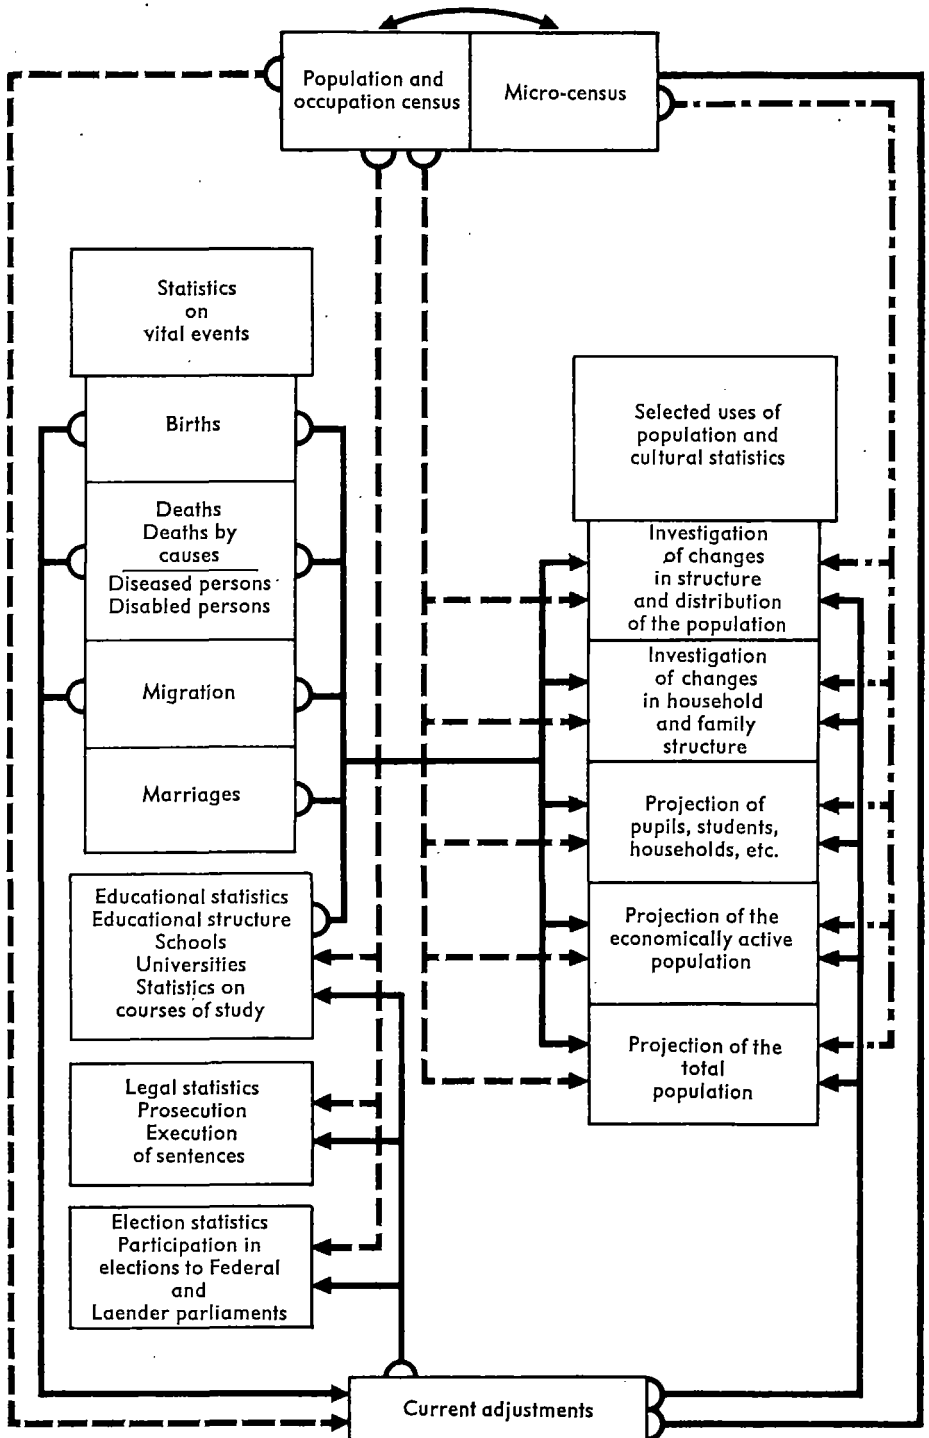 Population and
occupation census
Micro-census
Statistics
on
vital events
Births
Deaths
Deaths by
causes
Diseased persons
Disabled persons
Migration
Marriages
Educational statistics
Educational structure
Schools
Universities
Statistics on
courses of study
Legal statistics
Prosecution
Execution
of sentences
Election statistics
Participation in
elections to Federal
and
Laender parliaments
Selected uses of
population and
cultural statistics
Investigation
of changes
in structure
and distribution
of the population
Investigation
of changes
in household
and family
structure
Projection of
pupils, students,
households, etc.
Projection of the
economically active
population
Projection of the
total
population
Current adjustments